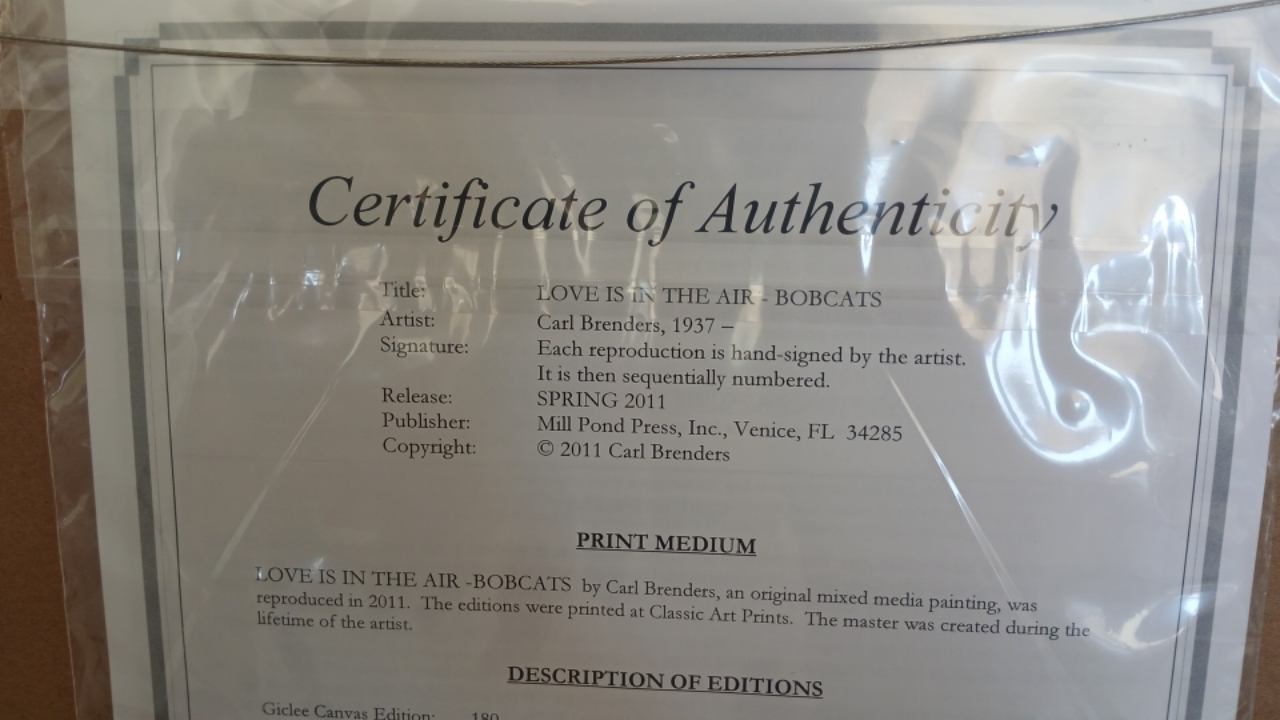 Certificate of Authenticity
Title: LOVE IS IN THE AIR - BOBCATS
Artist: Carl Brenders, 1937 –
Signature: Each reproduction is hand-signed by the artist.
It is then sequentially numbered.
Release: SPRING 2011
Publisher: Mill Pond Press, Inc., Venice, FL 34285
Copyright: © 2011 Carl Brenders
PRINT MEDIUM
LOVE IS IN THE AIR -BOBCATS by Carl Brenders, an original mixed media painting, was
reproduced in 2011. The editions were printed at Classic Art Prints. The master was created during the
lifetime of the artist.
DESCRIPTION OF EDITIONS
Giclee Canvas Edition: 180